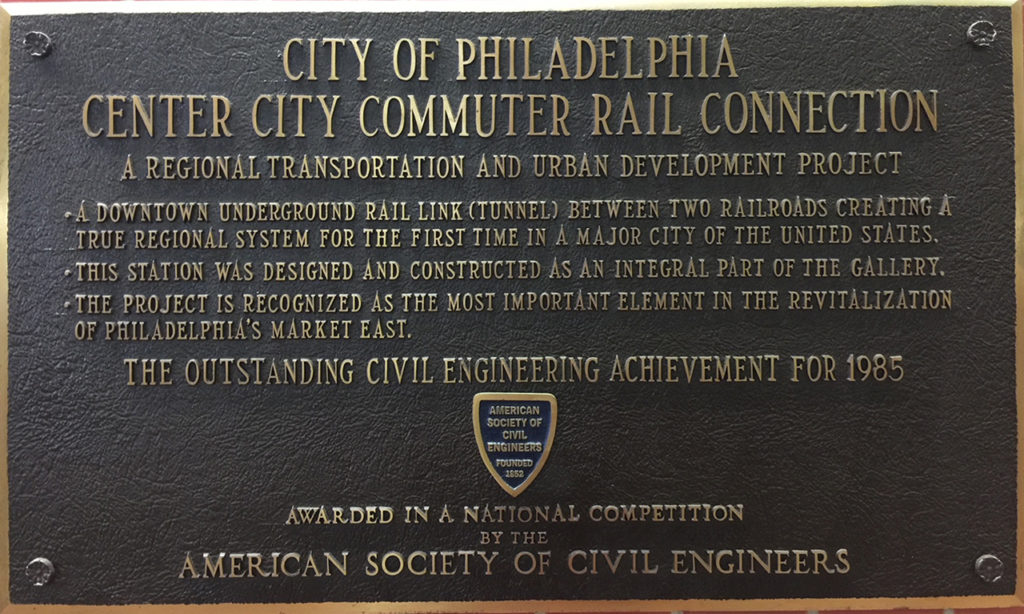 CITY OF PHILADELPHIA
CENTER CITY COMMUTER RAIL CONNECTION
A REGIONAL TRANSPORTATION AND URBAN DEVELOPMENT PROJECT
• A DOWNTOWN UNDERGROUND RAIL LINK (TUNNEL) BETWEEN TWO RAILROADS CREATING A
TRUE REGIONAL SYSTEM FOR THE FIRST TIME IN A MAJOR CITY OF THE UNITED STATES.
• THIS STATION WAS DESIGNED AND CONSTRUCTED AS AN INTEGRAL PART OF THE GALLERY.
• THE PROJECT IS RECOGNIZED AS THE MOST IMPORTANT ELEMENT IN THE REVITALIZATION
OF PHILADELPHIA'S MARKET EAST.
THE OUTSTANDING CIVIL ENGINEERING ACHIEVEMENT FOR 1985
AMERICAN
SOCIETY OF
CIVIL
ENGINEERS
FOUNDED
1852
AWARDED IN A NATIONAL COMPETITION
BY THE
AMERICAN SOCIETY OF CIVIL ENGINEERS